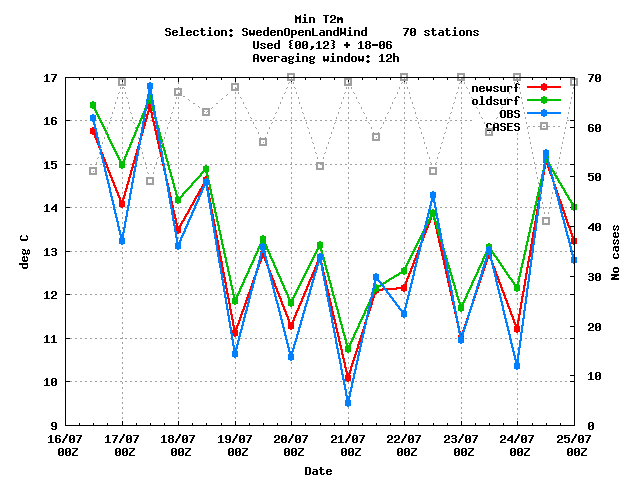 Min T2m
Selection: SwedenOpenLandWind     70 stations
Used {00,12} + 18-06
Averaging window: 12h
newsurf
oldsurf
OBS
CASES
17
16
15
14
13
12
11
10
9
deg C
70
60
50
40
30
20
10
0
No cases
16/07 17/07 18/07 19/07 20/07 21/07 22/07 23/07 24/07 25/07
00Z 00Z 00Z 00Z 00Z 00Z 00Z 00Z 00Z 00Z
Date